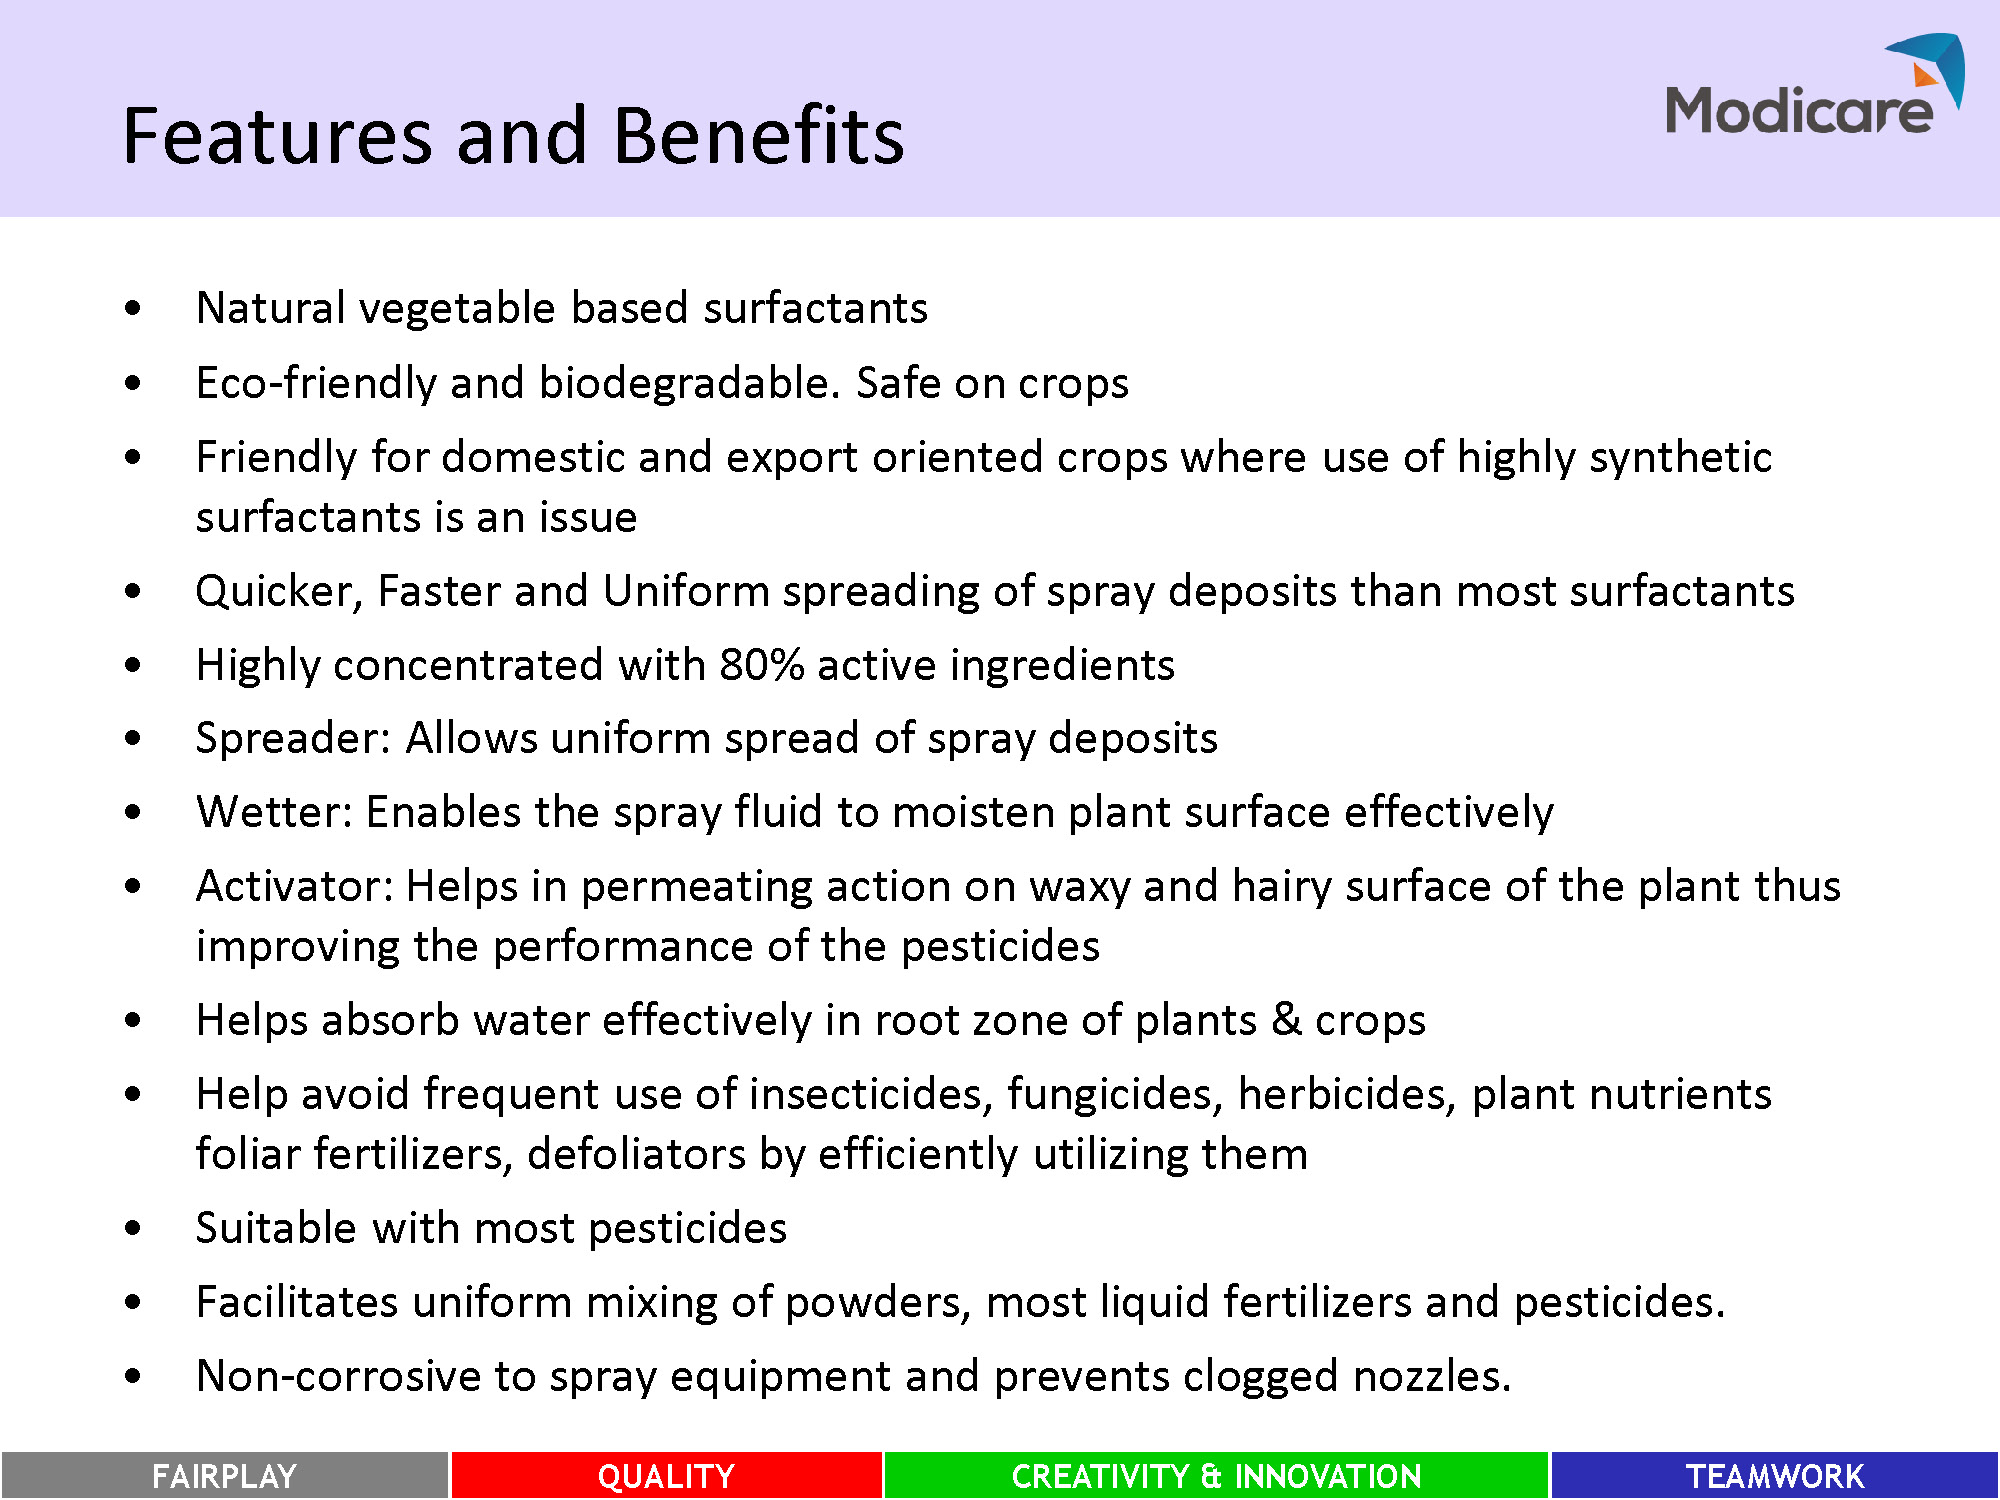 Modicare
Features and Benefits
• Natural vegetable based surfactants
• Eco-friendly and biodegradable. Safe on crops
• Friendly for domestic and export oriented crops where use of highly synthetic
surfactants is an issue
• Quicker, Faster and Uniform spreading of spray deposits than most surfactants
• Highly concentrated with 80% active ingredients
• Spreader: Allows uniform spread of spray deposits
• Wetter: Enables the spray fluid to moisten plant surface effectively
• Activator: Helps in permeating action on waxy and hairy surface of the plant thus
improving the performance of the pesticides
• Helps absorb water effectively in root zone of plants & crops
• Help avoid frequent use of insecticides, fungicides, herbicides, plant nutrients
foliar fertilizers, defoliators by efficiently utilizing them
• Suitable with most pesticides
• Facilitates uniform mixing of powders, most liquid fertilizers and pesticides.
• Non-corrosive to spray equipment and prevents clogged nozzles.
FAIRPLAY QUALITY CREATIVITY & INNOVATION TEAMWORK